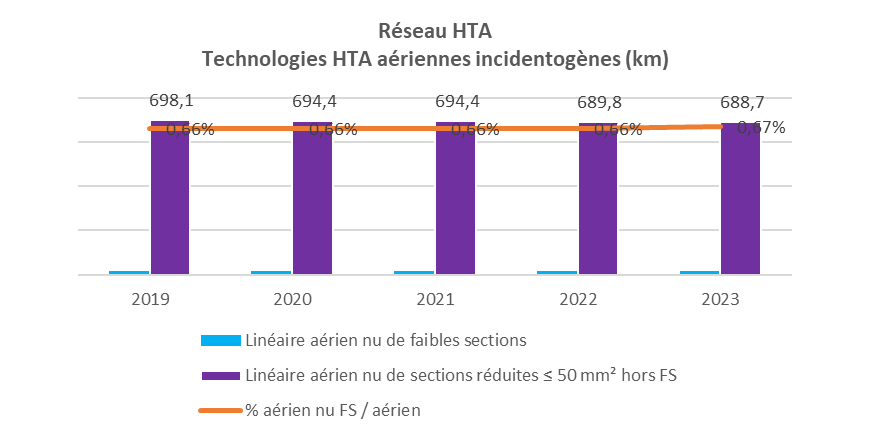 Réseau HTA
Technologies HTA aériennes incidentogènes (km)
698,1 694,4 694,4 689,8 688,7
0,66% 0,66% 0,66% 0,66% 0,67%
2019 2020 2021 2022 2023
Linéaire aérien nu de faibles sections
Linéaire aérien nu de sections réduites ≤ 50 mm² hors FS
% aérien nu FS / aérien